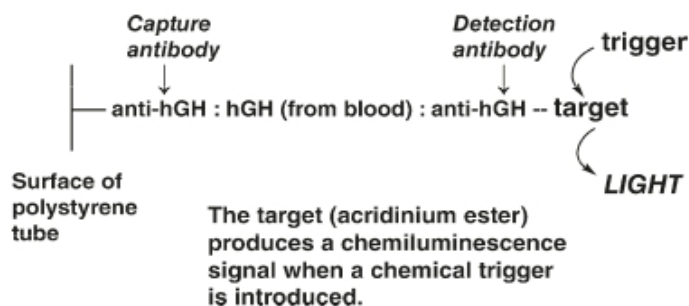 Capture
antibody
Detection
antibody
trigger
anti-hGH : hGH (from blood) : anti-hGH -- target
LIGHT
Surface of
polystyrene
tube
The target (acridinium ester)
produces a chemiluminescence
signal when a chemical trigger
is introduced.